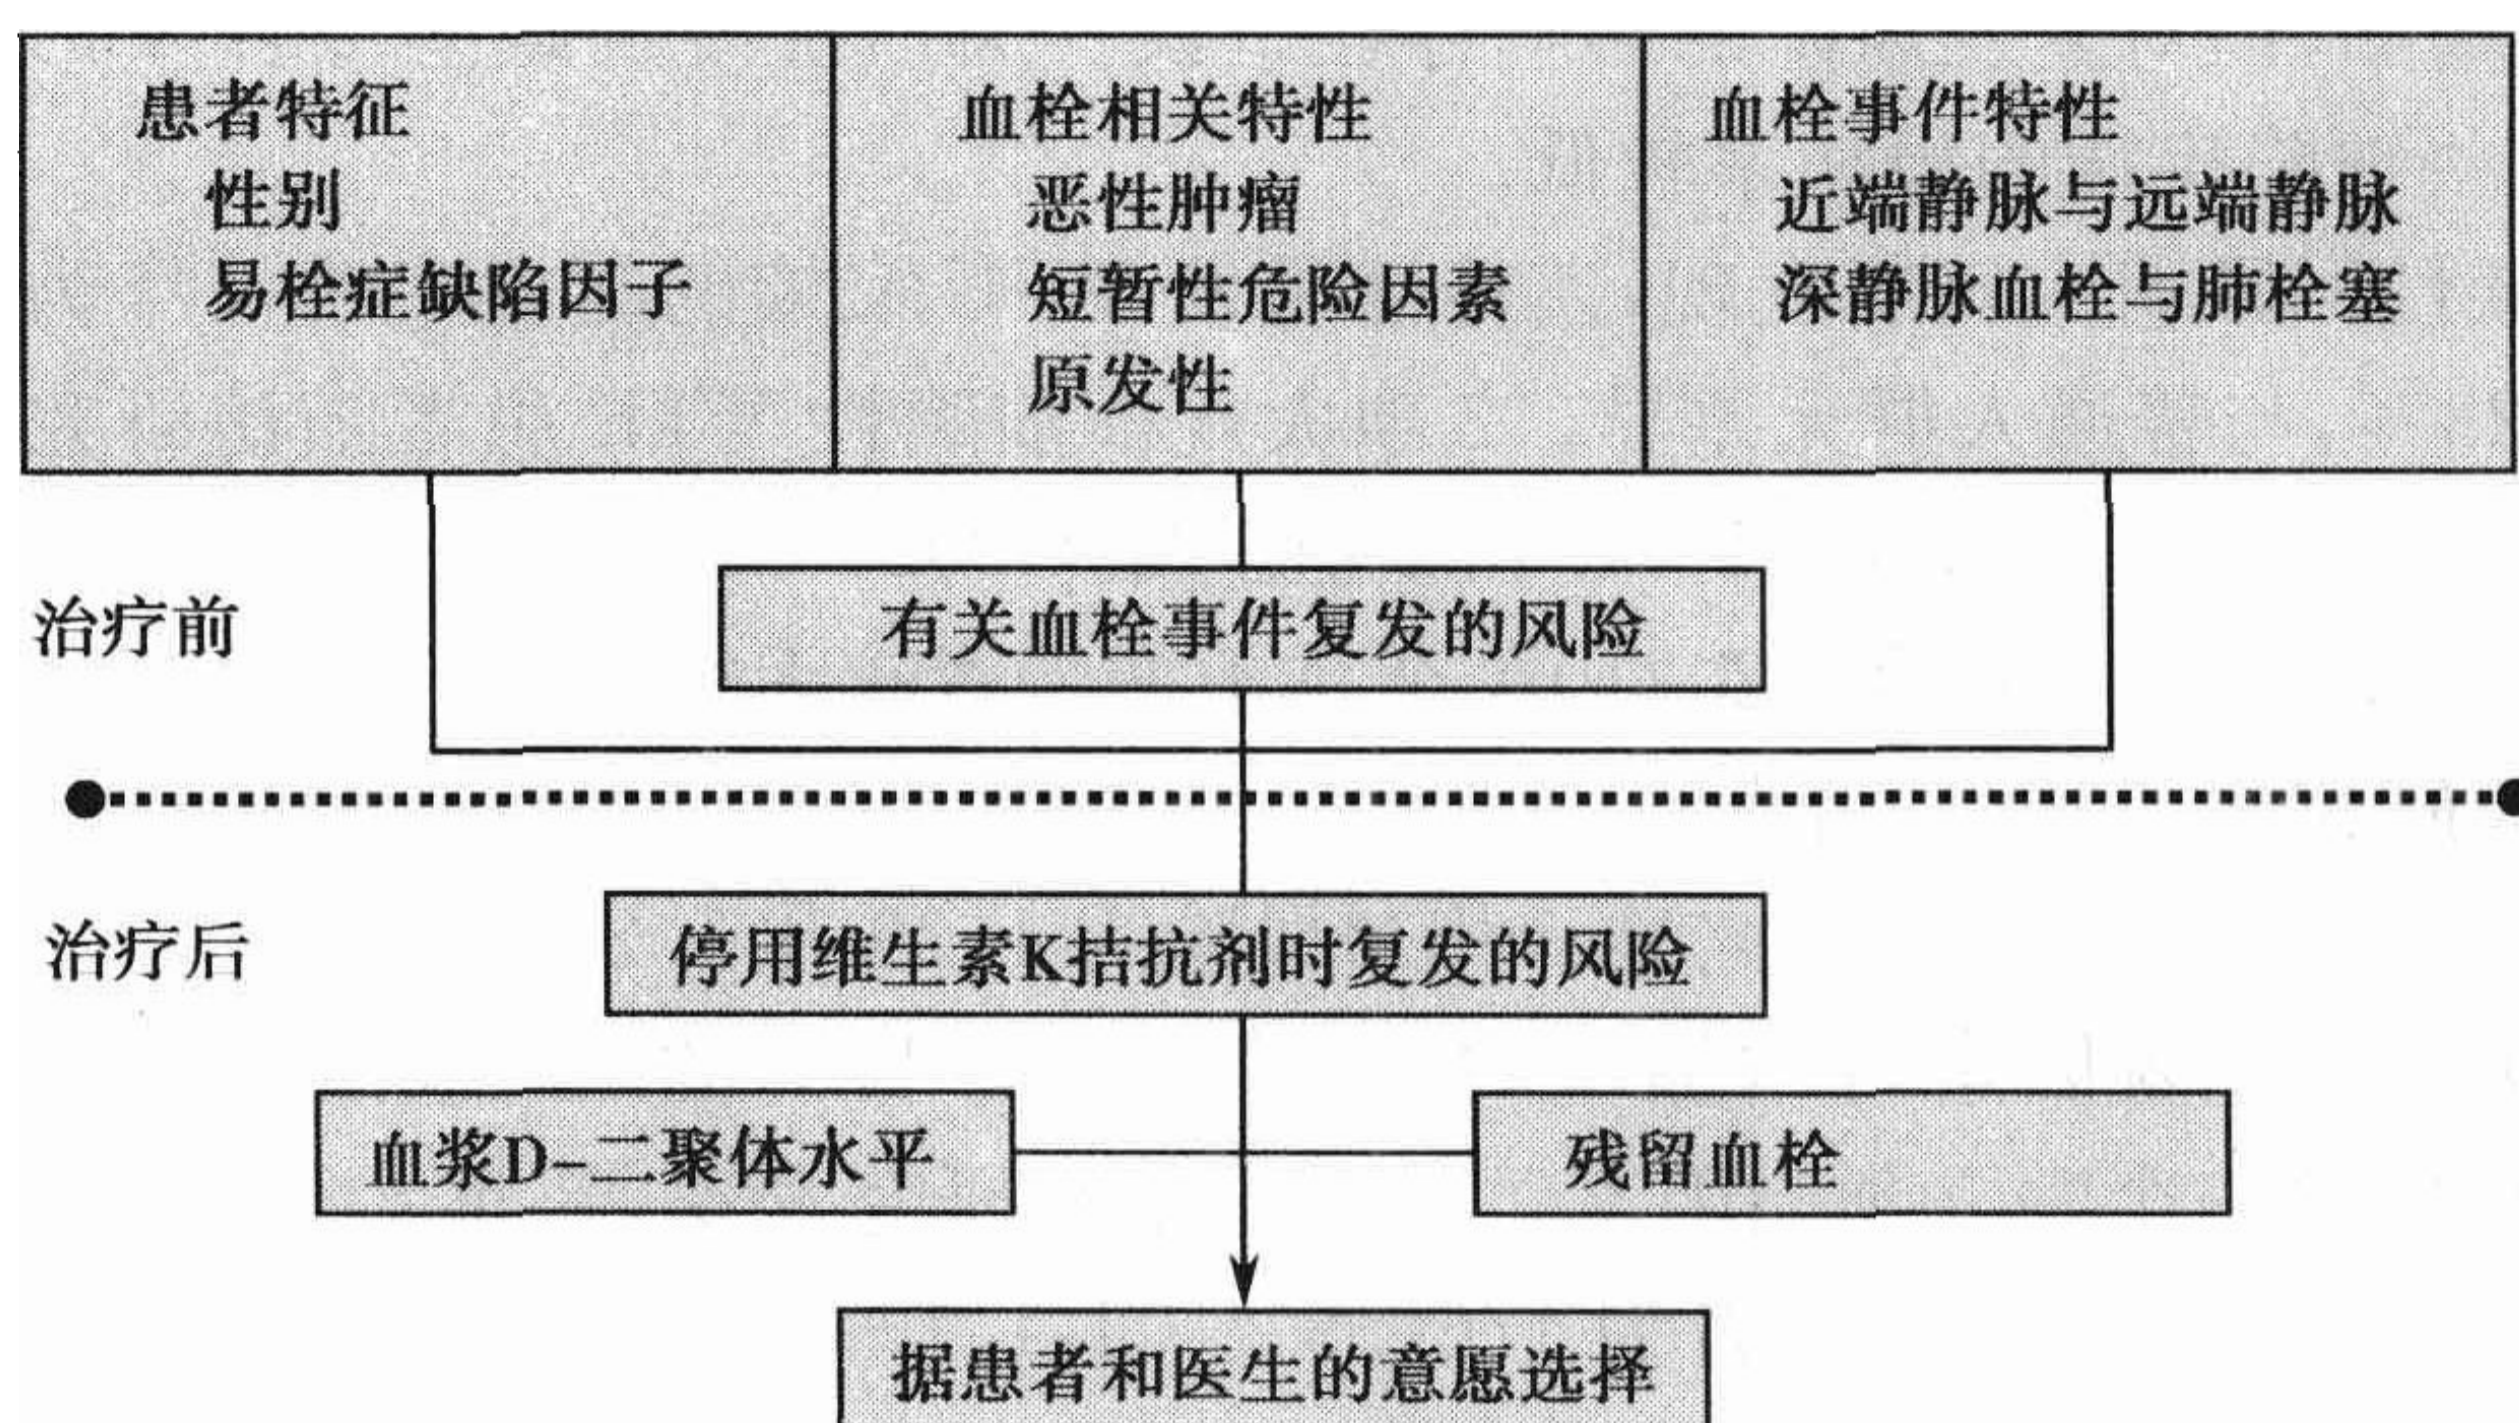 患者特征
性别
易栓症缺陷因子
血栓相关特性
恶性肿瘤
短暂性危险因素
原发性
血栓事件特性
近端静脉与远端静脉
深静脉血栓与肺栓塞
治疗前
有关血栓事件复发的风险
治疗后
停用维生素K拮抗剂时复发的风险
血浆D-二聚体水平
残留血栓
据患者和医生的意愿选择